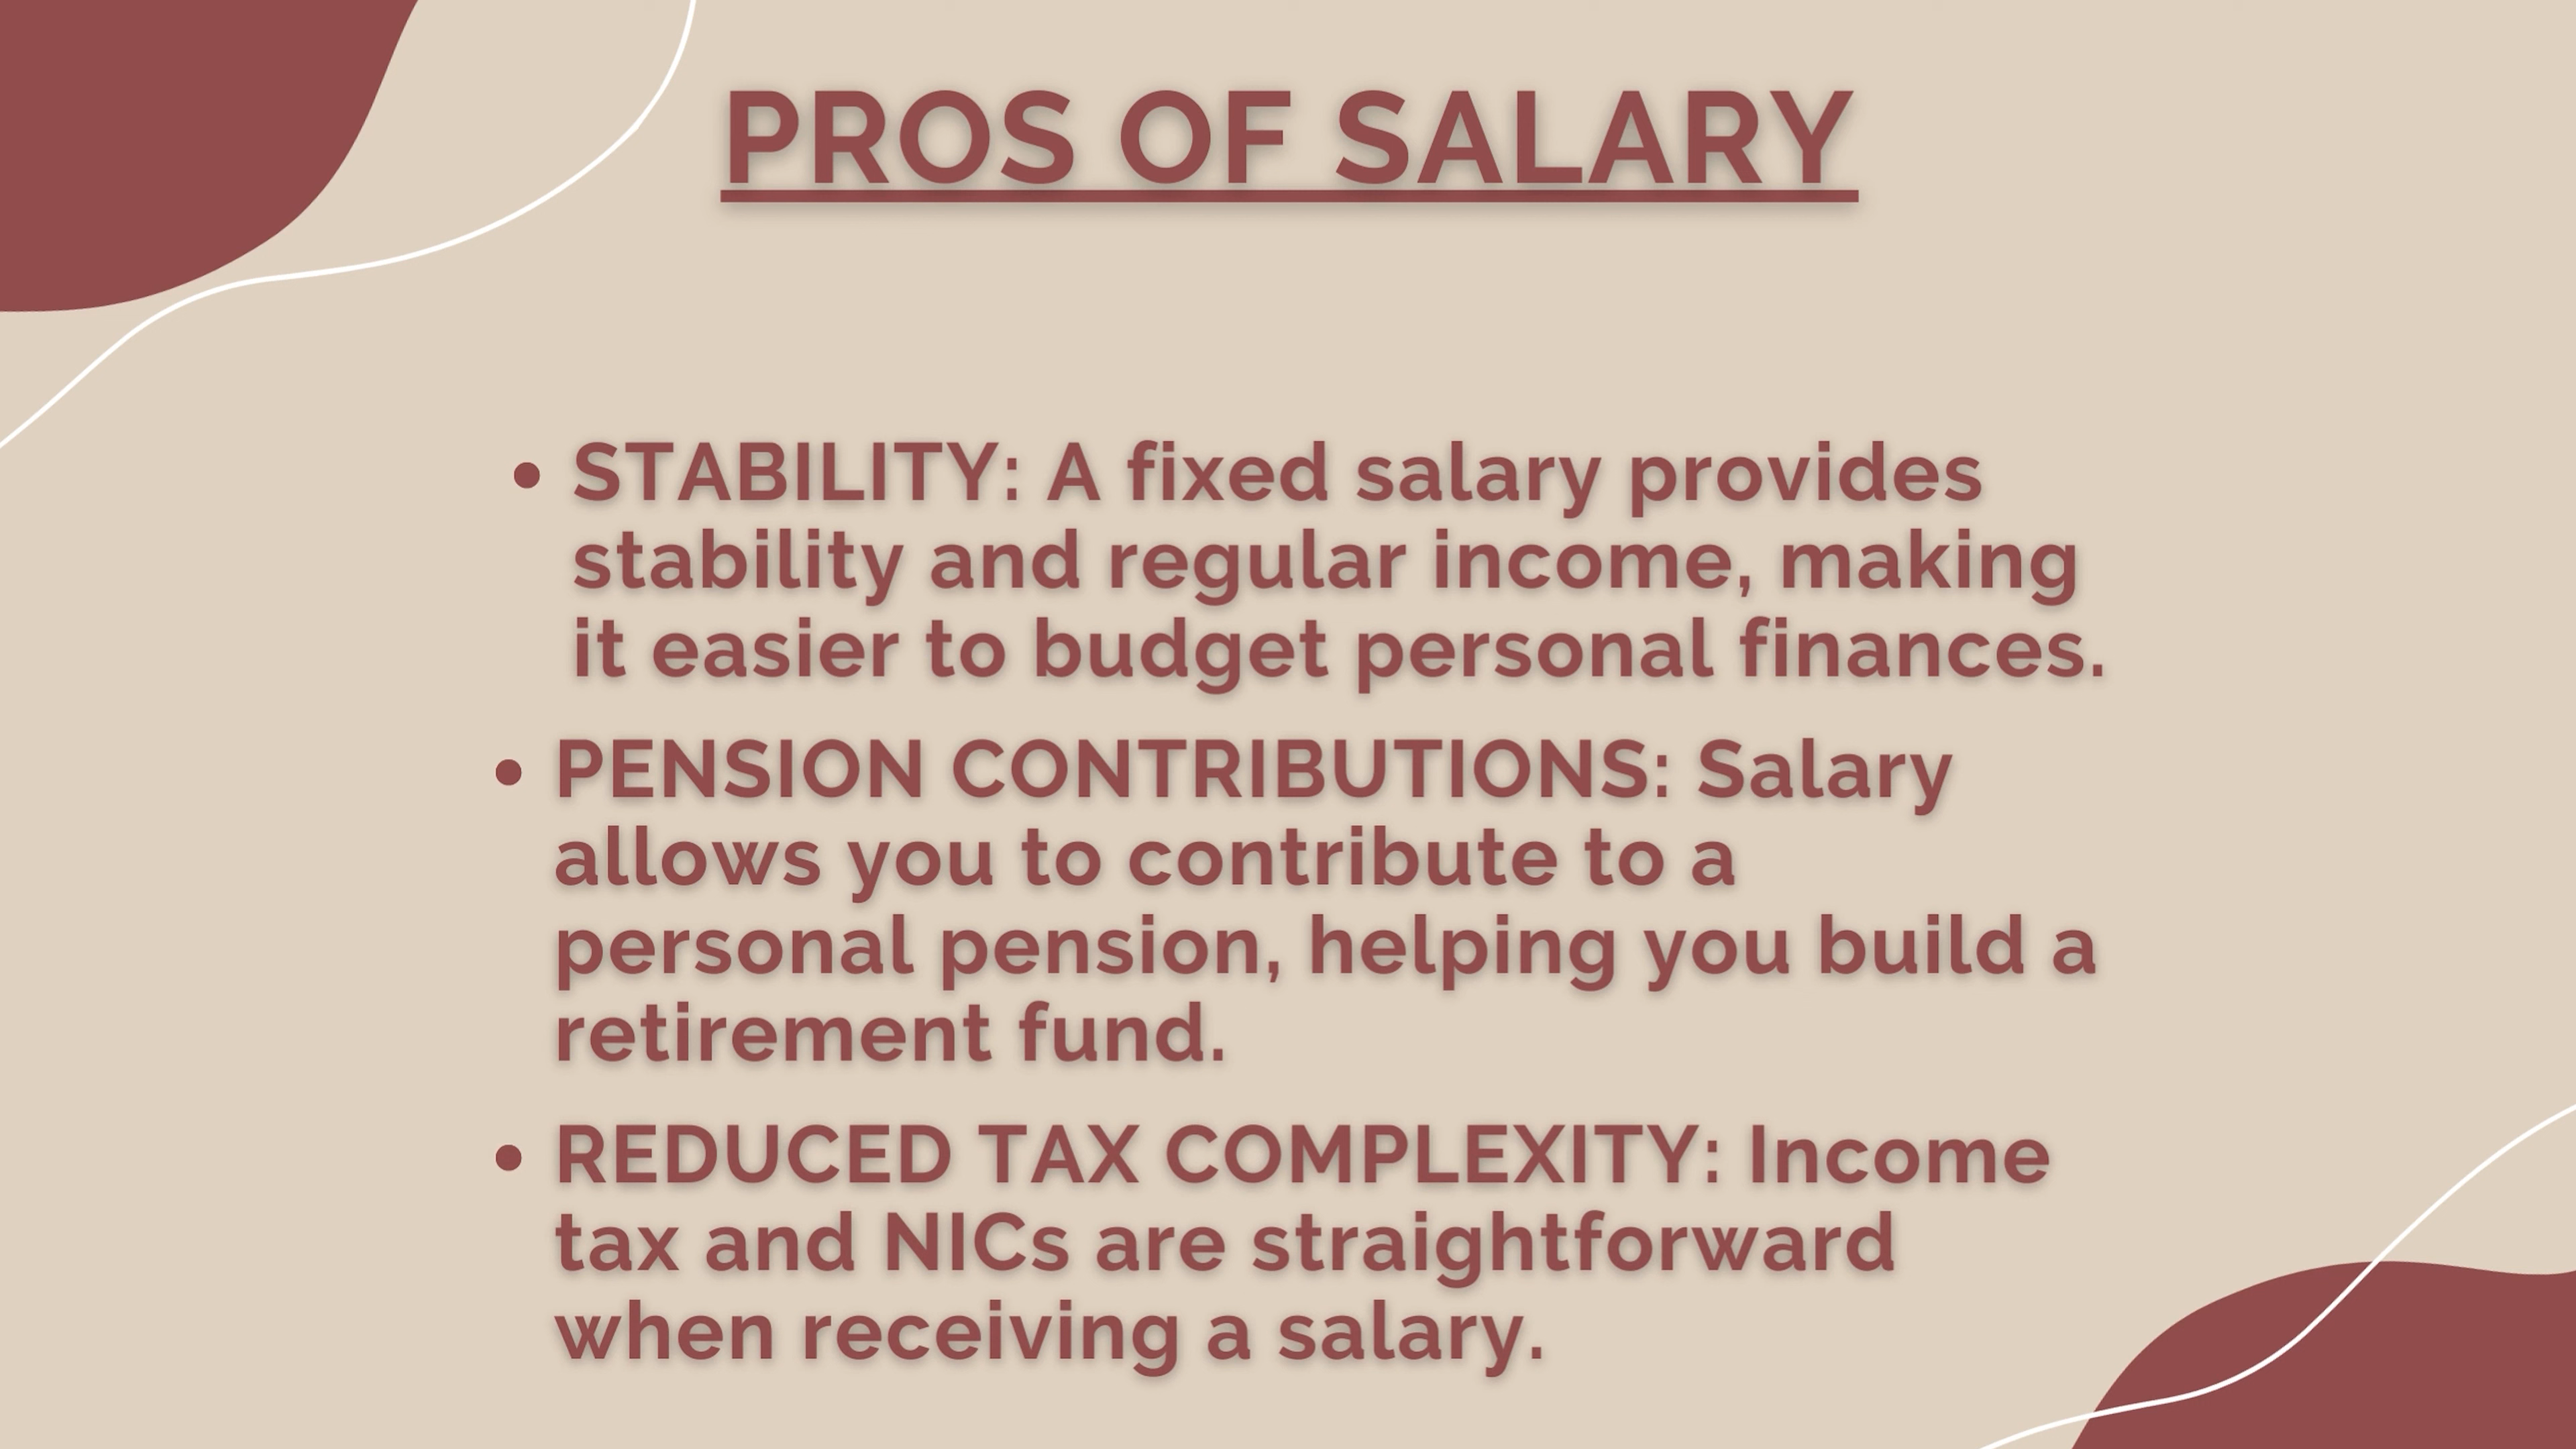 PROS OF SALARY
• STABILITY: A fixed salary provides
stability and regular income, making
it easier to budget personal finances.
• PENSION CONTRIBUTIONS: Salary
allows you to contribute to a
personal pension, helping you build a
retirement fund.
• REDUCED TAX COMPLEXITY: Income
tax and NICs are straightforward
when receiving a salary.